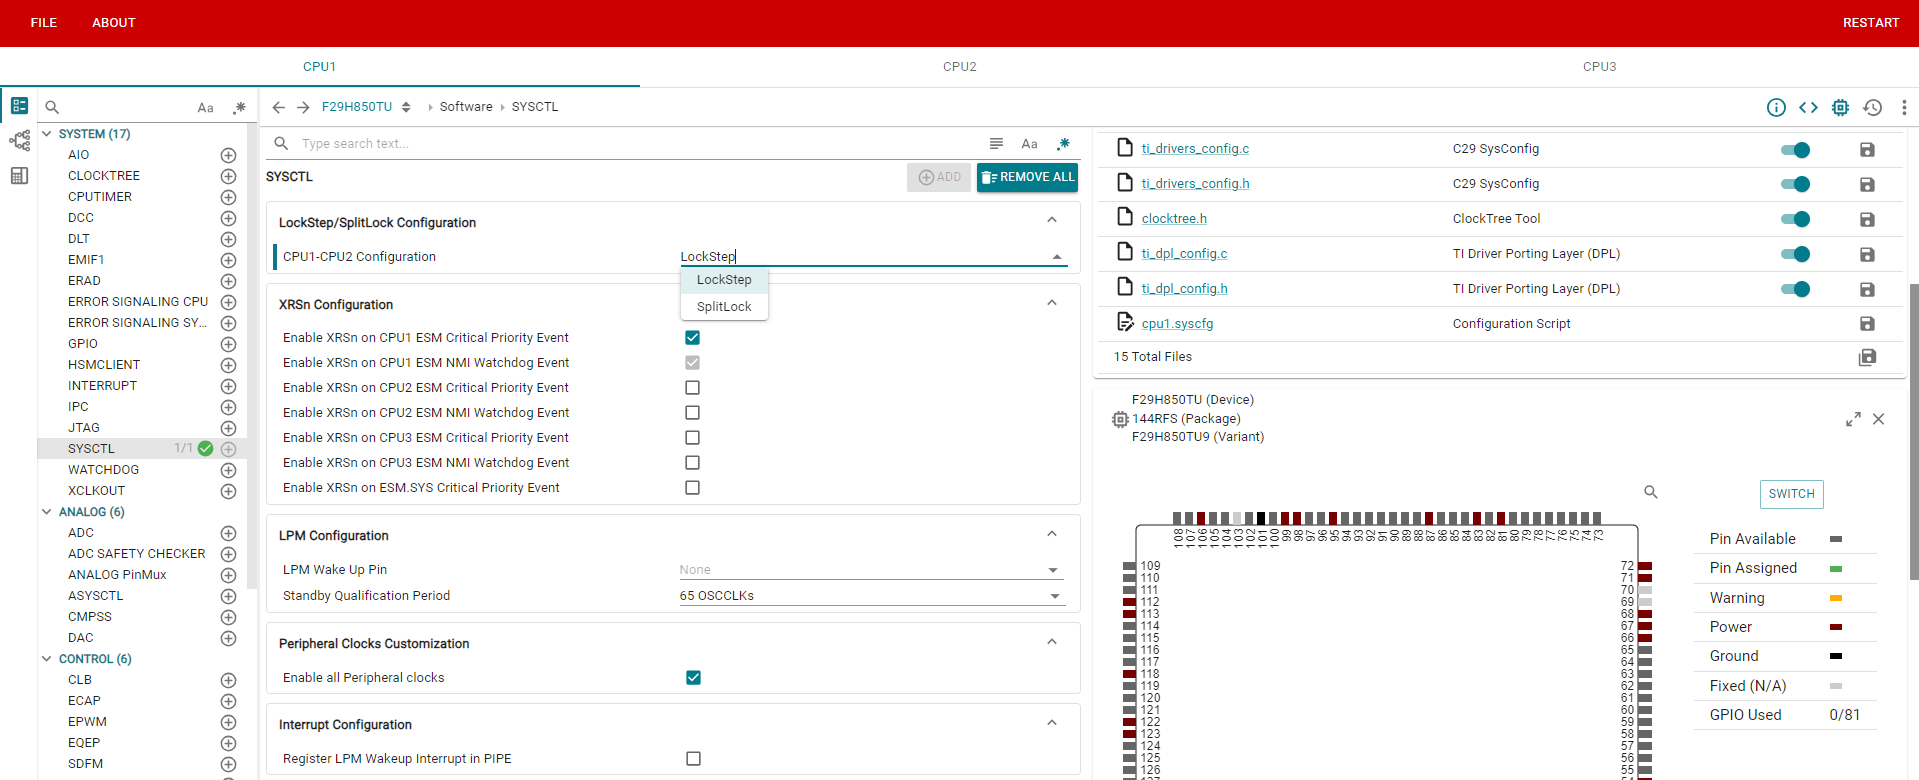 FILE ABOUT RESTART
CPU1 CPU2 CPU3
Aa .*
SYSTEM (17)
AIO
CLOCKTREE
CPUTIMER
DCC
DLT
EMIF1
ERAD
ERROR SIGNALING CPU
ERROR SIGNALING SY...
GPIO
HSMCLIENT
INTERRUPT
IPC
JTAG
SYSCTL 1/1
WATCHDOG
XCLKOUT
ANALOG (6)
ADC
ADC SAFETY CHECKER
ANALOG PinMux
ASYSCTL
CMPSS
DAC
CONTROL (6)
CLB
ECAP
EPWM
EQEP
SDFM
F29H850TU › Software › SYSCTL
Type search text... Aa .*
SYSCTL ADD REMOVE ALL
LockStep/SplitLock Configuration
CPU1-CPU2 Configuration LockStep
LockStep
SplitLock
XRSn Configuration
Enable XRSn on CPU1 ESM Critical Priority Event
Enable XRSn on CPU1 ESM NMI Watchdog Event
Enable XRSn on CPU2 ESM Critical Priority Event
Enable XRSn on CPU2 ESM NMI Watchdog Event
Enable XRSn on CPU3 ESM Critical Priority Event
Enable XRSn on CPU3 ESM NMI Watchdog Event
Enable XRSn on ESM.SYS Critical Priority Event
LPM Configuration
LPM Wake Up Pin None
Standby Qualification Period 65 OSCCLKs
Peripheral Clocks Customization
Enable all Peripheral clocks
Interrupt Configuration
Register LPM Wakeup Interrupt in PIPE
ti_drivers_config.c C29 SysConfig
ti_drivers_config.h C29 SysConfig
clocktree.h ClockTree Tool
ti_dpl_config.c TI Driver Porting Layer (DPL)
ti_dpl_config.h TI Driver Porting Layer (DPL)
cpu1.syscfg Configuration Script
15 Total Files
F29H850TU (Device)
144RFS (Package)
F29H850TU9 (Variant)
SWITCH
108 107 106 105 104 103 102 101 100 99 98 97 96 95 94 93 92 91 90 89 88 87 86 85 84 83 82 81 80 79 78 77 76 75 74 73
109 72
110 71
111 70
112 69
113 68
114 67
115 66
116 65
117 64
118 63
119 62
120 61
121 60
122 59
123 58
124 57
125 56
126 55
Pin Available
Pin Assigned
Warning
Power
Ground
Fixed (N/A)
GPIO Used 0/81